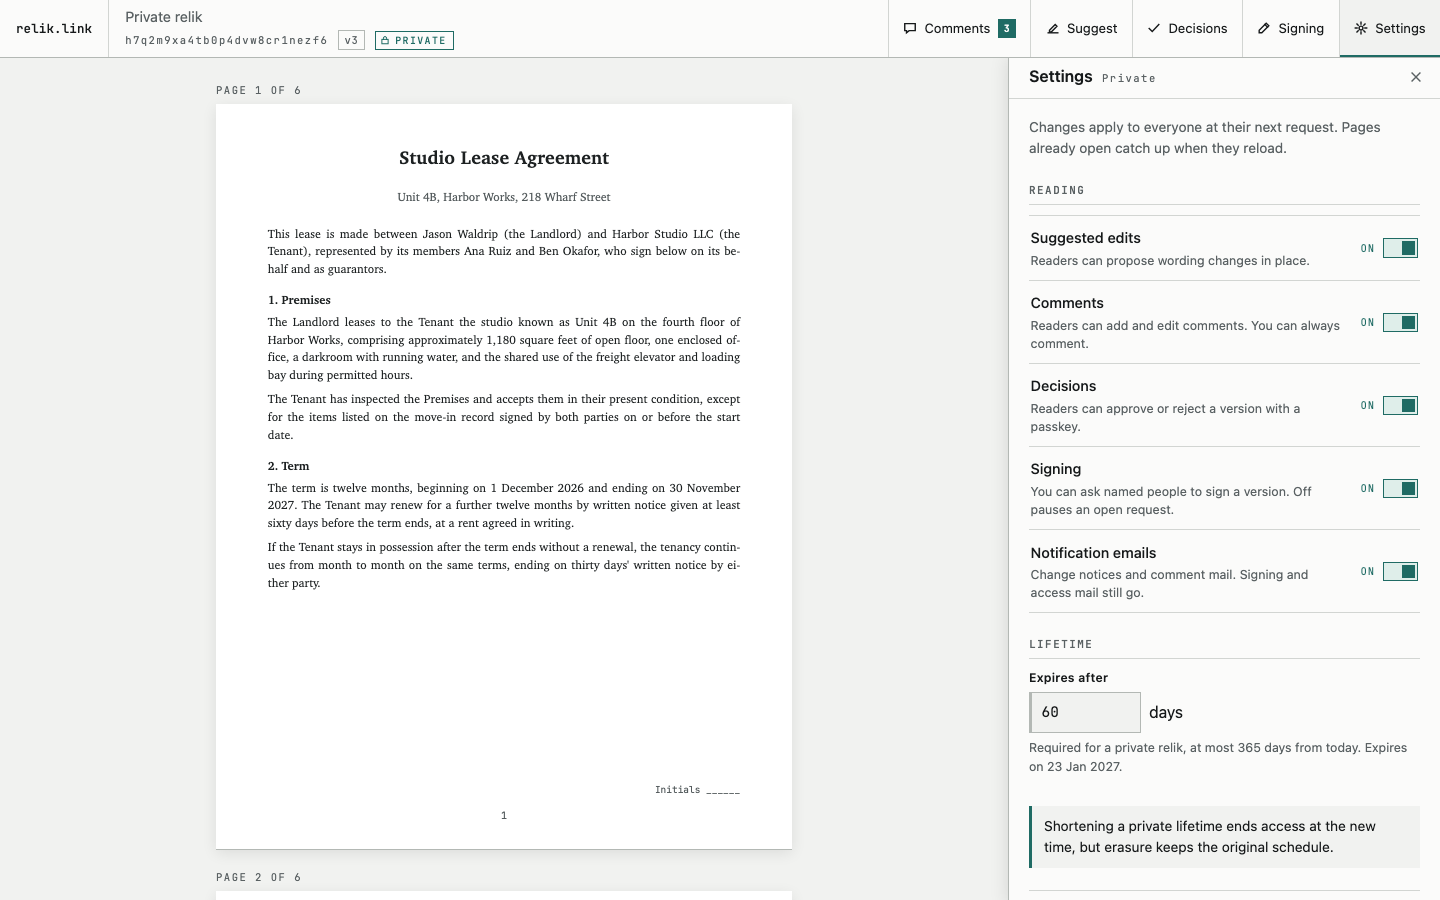 relik.link
Private relik
h7q2m9xa4tb0p4dvw8cr1nezf6 v3 PRIVATE
Comments 3
Suggest
Decisions
Signing
Settings
PAGE 1 OF 6
Studio Lease Agreement
Unit 4B, Harbor Works, 218 Wharf Street
This lease is made between Jason Waldrip (the Landlord) and Harbor Studio LLC (the
Tenant), represented by its members Ana Ruiz and Ben Okafor, who sign below on its be-
half and as guarantors.
1. Premises
The Landlord leases to the Tenant the studio known as Unit 4B on the fourth floor of
Harbor Works, comprising approximately 1,180 square feet of open floor, one enclosed of-
fice, a darkroom with running water, and the shared use of the freight elevator and loading
bay during permitted hours.
The Tenant has inspected the Premises and accepts them in their present condition, except
for the items listed on the move-in record signed by both parties on or before the start
date.
2. Term
The term is twelve months, beginning on 1 December 2026 and ending on 30 November
2027. The Tenant may renew for a further twelve months by written notice given at least
sixty days before the term ends, at a rent agreed in writing.
If the Tenant stays in possession after the term ends without a renewal, the tenancy contin-
ues from month to month on the same terms, ending on thirty days' written notice by ei-
ther party.
Initials ______
1
PAGE 2 OF 6
Settings Private
Changes apply to everyone at their next request. Pages
already open catch up when they reload.
READING
Suggested edits
Readers can propose wording changes in place.
ON
Comments
Readers can add and edit comments. You can always
comment.
ON
Decisions
Readers can approve or reject a version with a
passkey.
ON
Signing
You can ask named people to sign a version. Off
pauses an open request.
ON
Notification emails
Change notices and comment mail. Signing and
access mail still go.
ON
LIFETIME
Expires after
60 days
Required for a private relik, at most 365 days from today. Expires
on 23 Jan 2027.
Shortening a private lifetime ends access at the new
time, but erasure keeps the original schedule.